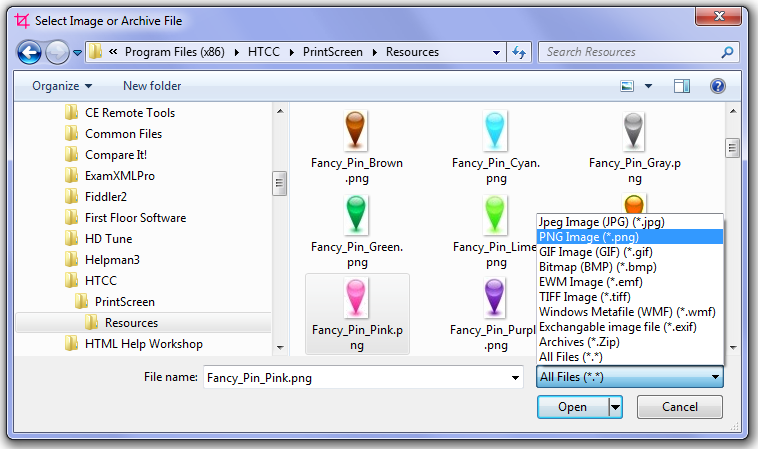 Select Image or Archive File
« Program Files (x86) HTCC PrintScreen Resources
Search Resources
Organize New folder
CE Remote Tools
Common Files
Compare It!
ExamXMLPro
Fiddler2
First Floor Software
HD Tune
Helpman3
HTCC
PrintScreen
Resources
HTML Help Workshop
Fancy_Pin_Brown
.png
Fancy_Pin_Cyan.
png
Fancy_Pin_Gray.p
ng
Fancy_Pin_Green.
png
Fancy_Pin_Lime
png
Fancy_Pin_Pink.p
ng
Fancy_Pin_Purpl
.png
Jpeg Image (JPG) (*.jpg)
PNG Image (*.png)
GIF Image (GIF) (*.gif)
Bitmap (BMP) (*.bmp)
EWM Image (*.emf)
TIFF Image (*.tiff)
Windows Metafile (WMF) (*.wmf)
Exchangable image file (*.exif)
Archives (*.Zip)
All Files (*.*)
File name: Fancy_Pin_Pink.png
All Files (*.*)
Open Cancel